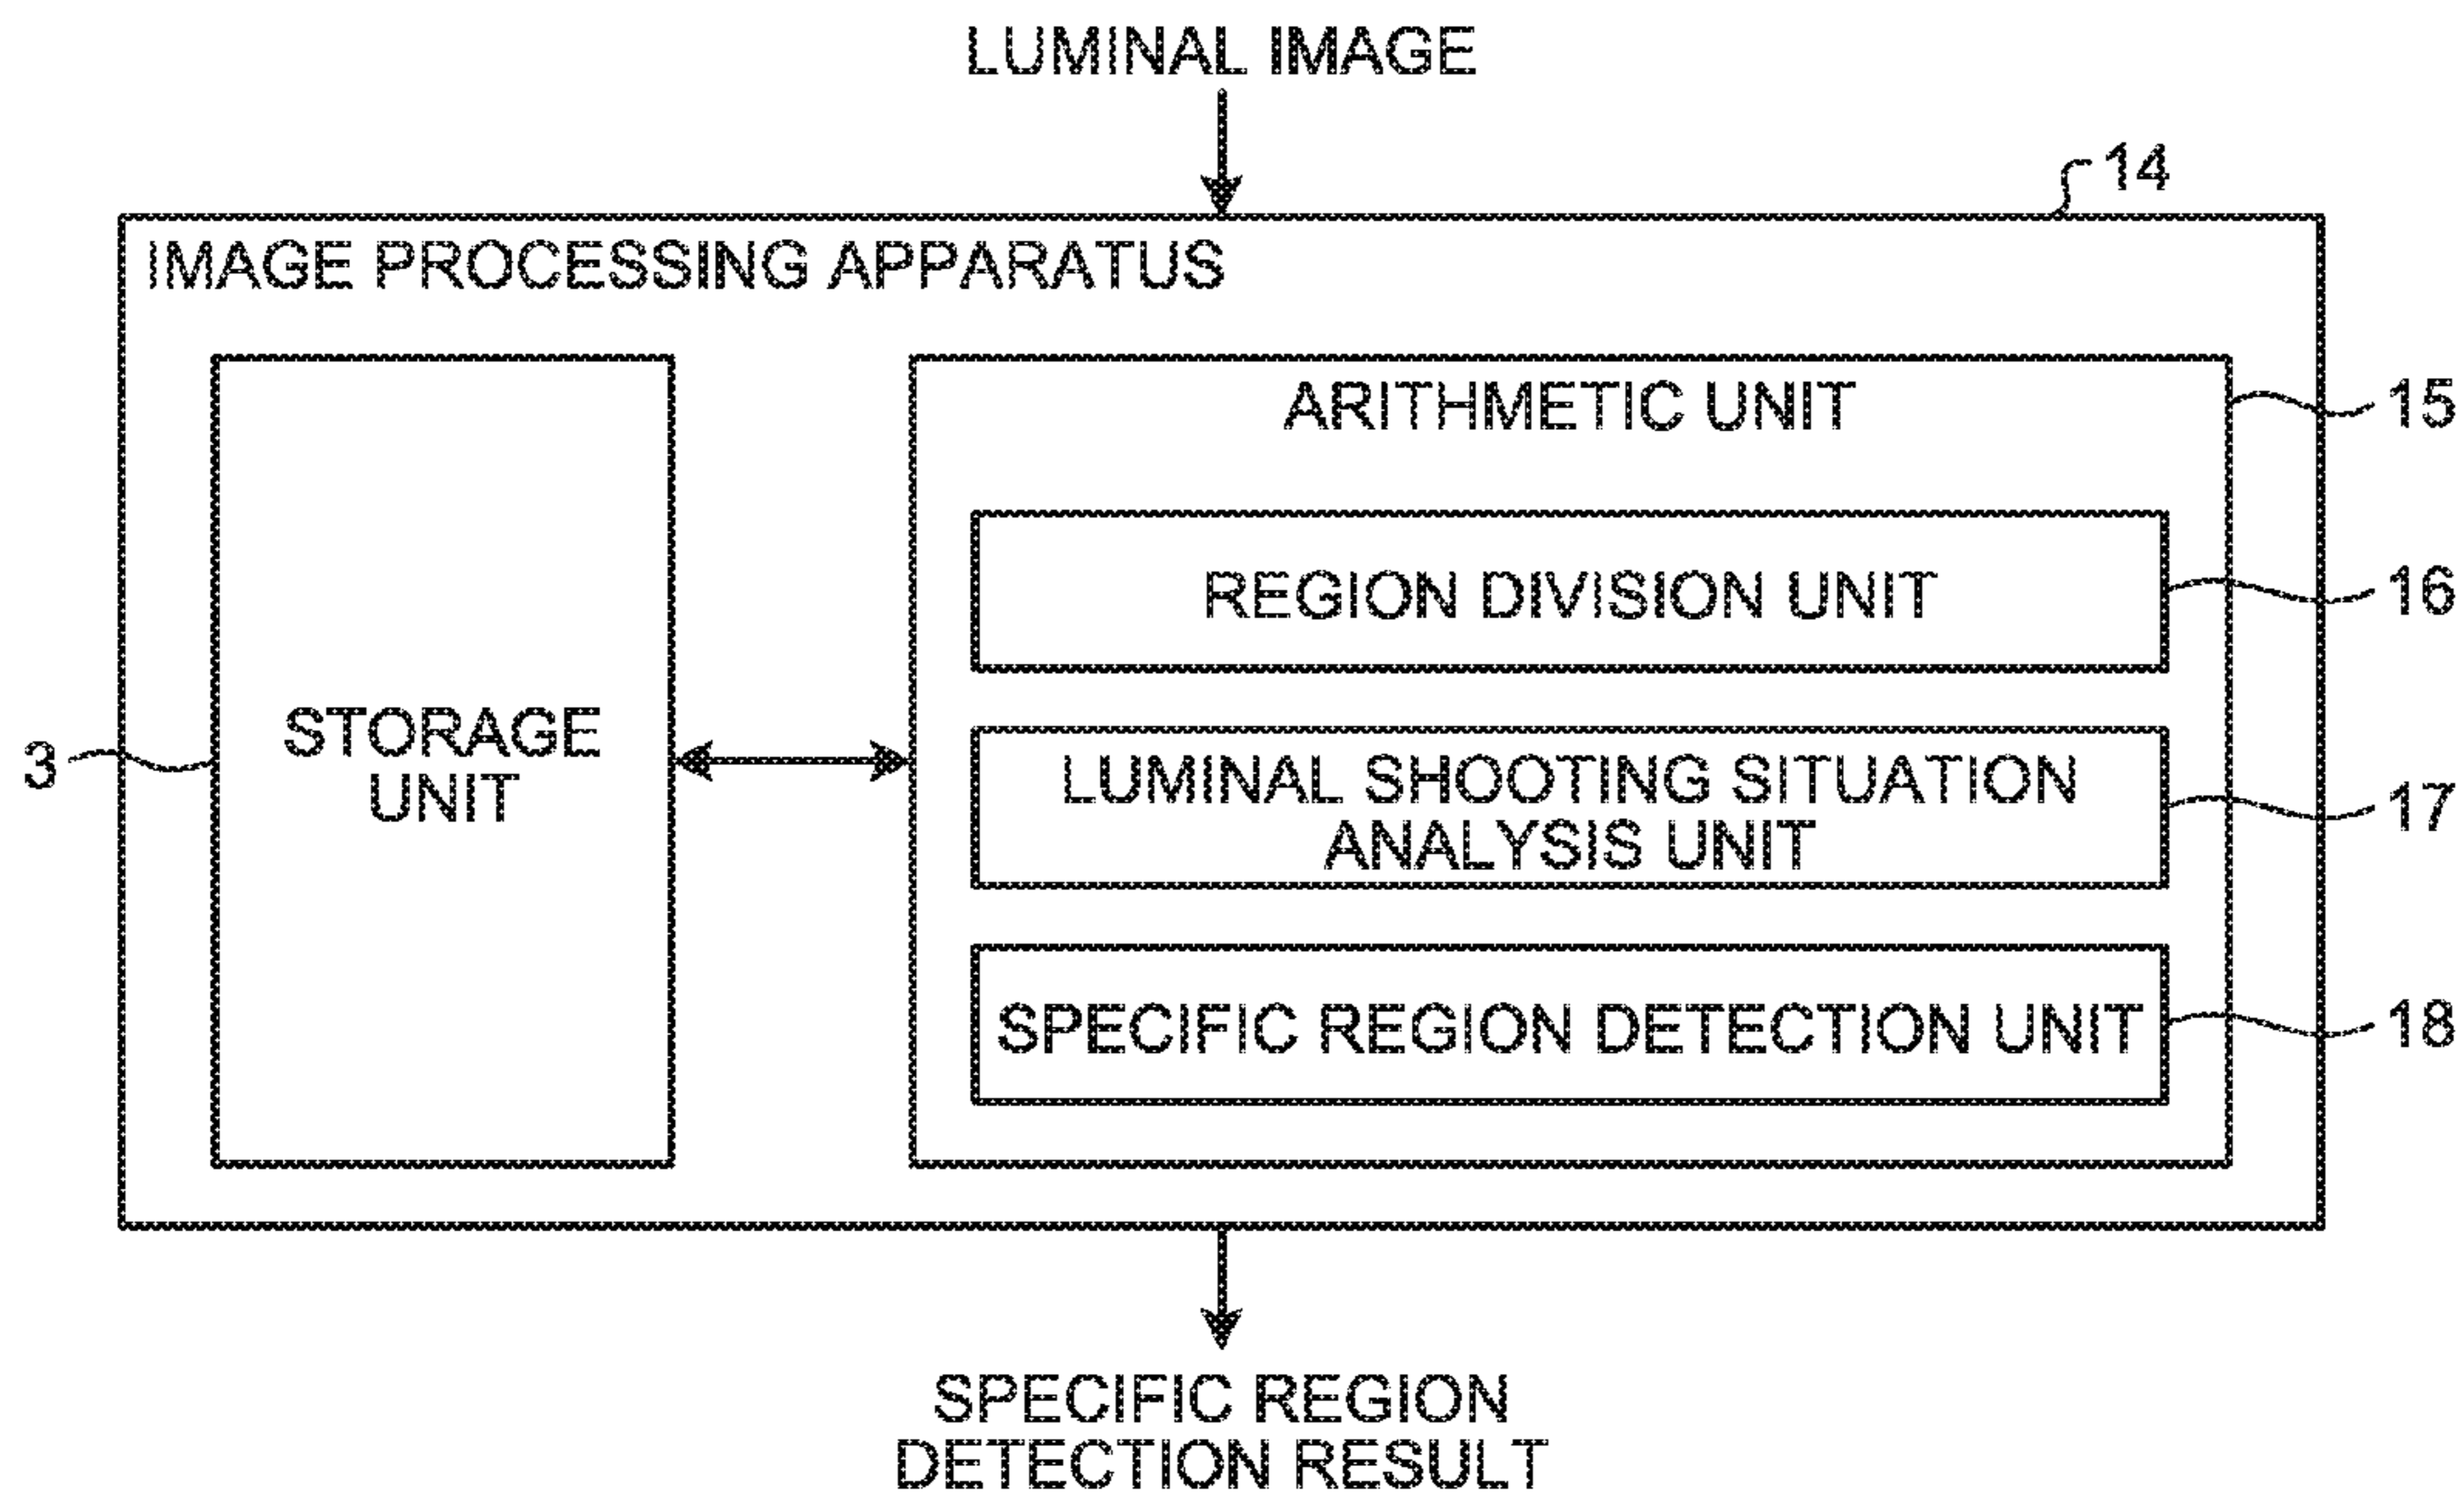 LUMINAL IMAGE
14
IMAGE PROCESSING APPARATUS
ARITHMETIC UNIT
15
REGION DIVISION UNIT
16
3
STORAGE
UNIT
LUMINAL SHOOTING SITUATION
ANALYSIS UNIT
17
SPECIFIC REGION DETECTION UNIT
18
SPECIFIC REGION
DETECTION RESULT